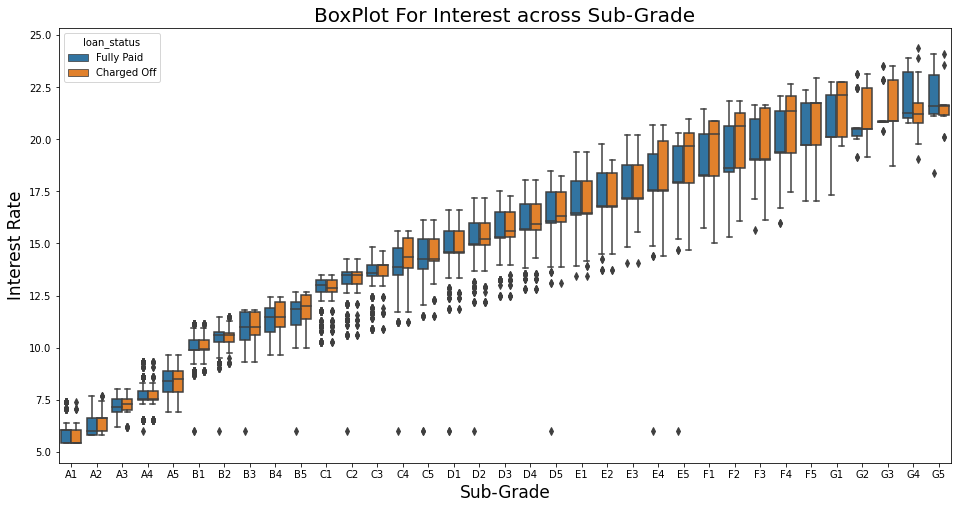 BoxPlot For Interest across Sub-Grade
loan_status
Fully Paid
Charged Off
Interest Rate
25.0
22.5
20.0
17.5
15.0
12.5
10.0
7.5
5.0
A1 A2 A3 A4 A5 B1 B2 B3 B4 B5 C1 C2 C3 C4 C5 D1 D2 D3 D4 D5 E1 E2 E3 E4 E5 F1 F2 F3 F4 F5 G1 G2 G3 G4 G5
Sub-Grade